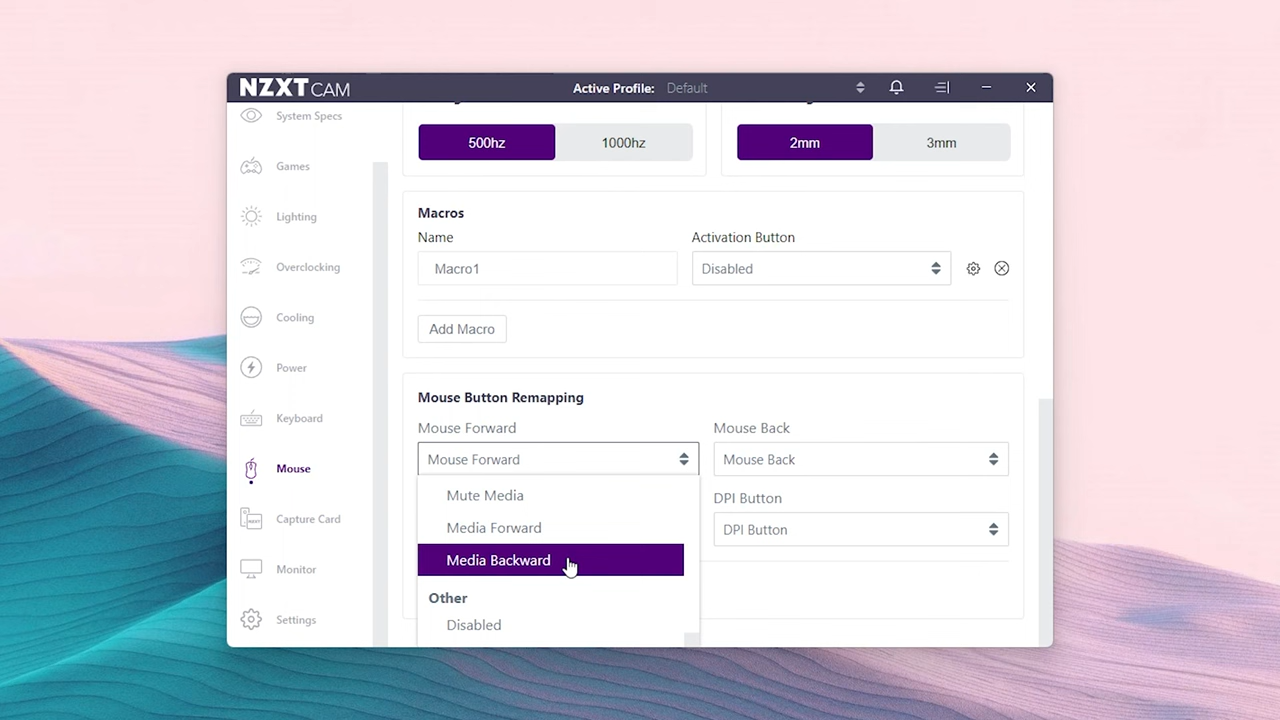 NZXT CAM
Active Profile: Default
System Specs
Games
Lighting
Overclocking
Cooling
Power
Keyboard
Mouse
Capture Card
Monitor
Settings
500hz 1000hz
2mm 3mm
Macros
Name
Activation Button
Macro1
Disabled
Add Macro
Mouse Button Remapping
Mouse Forward
Mouse Back
Mouse Forward
Mouse Back
Mute Media
Media Forward
Media Backward
Other
Disabled
DPI Button
DPI Button